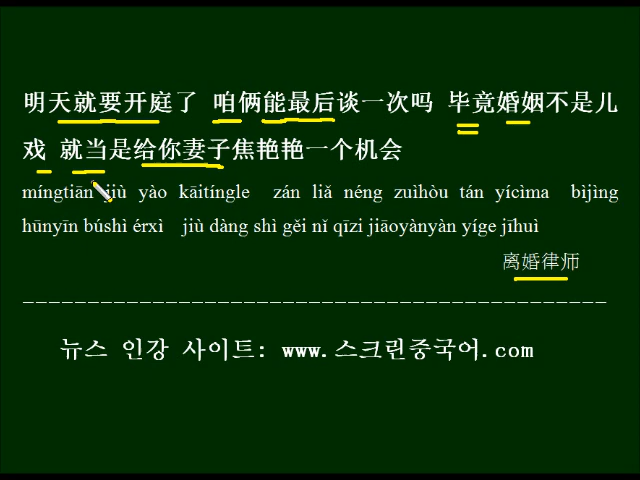 明天就要开庭了 咱俩能最后谈一次吗 毕竟婚姻不是儿
戏 就当是给你妻子焦艳艳一个机会
míngtiān jiù yào kāitíngle zán liǎ néng zuìhòu tán yícìma bìjìng
hūnyīn búshì érxì jiù dàng shì gěi nǐ qīzi jiāoyànyàn yíge jīhuì
离婚律师
뉴스 인강 사이트: www.스크린중국어.com